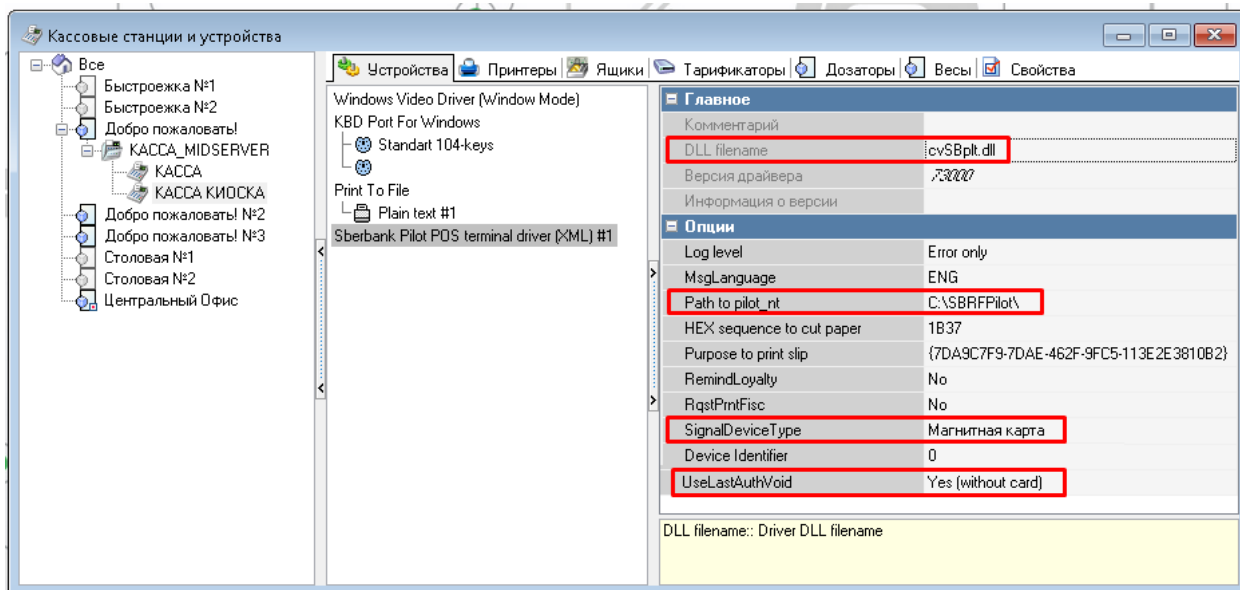 Кассовые станции и устройства
Все
Быстроежка №1
Быстроежка №2
Добро пожаловать!
КАССА_MIDSERVER
КАССА
КАССА КИОСКА
Добро пожаловать! №2
Добро пожаловать! №3
Столовая №1
Столовая №2
Центральный Офис
Устройства Принтеры Ящики Тарификаторы Дозаторы Весы Свойства
Windows Video Driver (Window Mode)
KBD Port For Windows
Standart 104-keys
Print To File
Plain text #1
Sberbank Pilot POS terminal driver (XML) #1
Главное
Комментарий
DLL filename cvSBplt.dll
Версия драйвера
Информация о версии
Опции
Log level Error only
MsgLanguage ENG
Path to pilot_nt C:\SBRFPilot\
HEX sequence to cut paper 1B37
Purpose to print slip {7DA9C7F9-7DAE-462F-9FC5-113E2E3810B2}
RemindLoyalty No
RqstPrntFisc No
SignalDeviceType Магнитная карта
Device Identifier 0
UseLastAuthVoid Yes (without card)
DLL filename:: Driver DLL filename